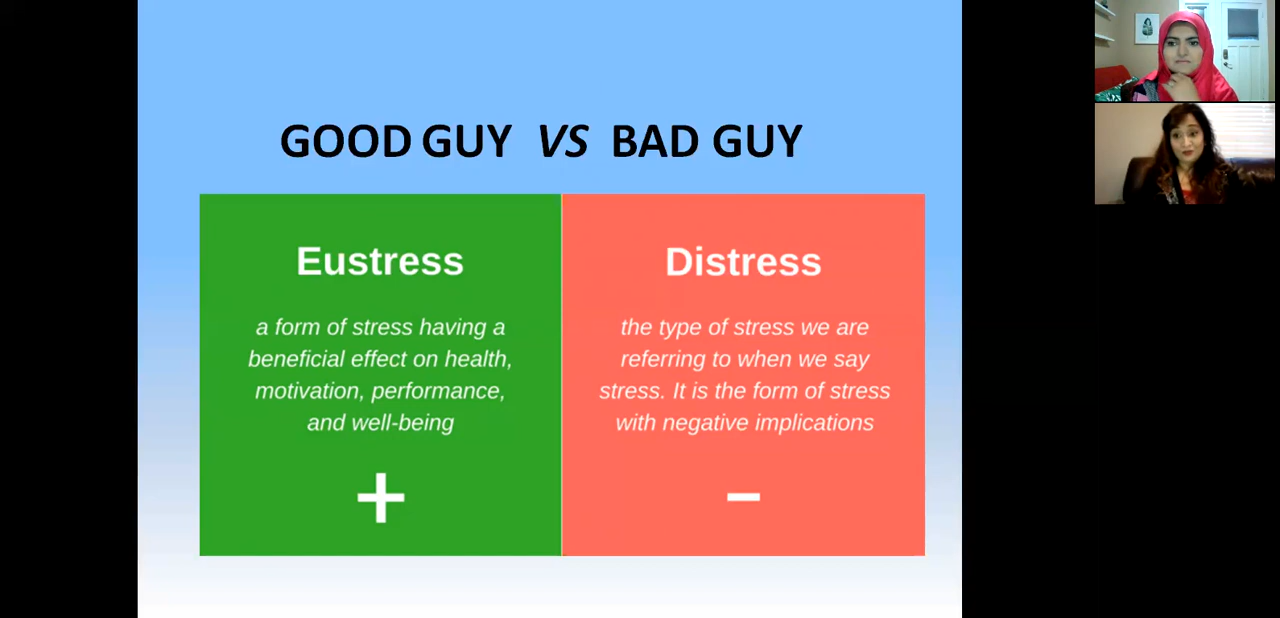 GOOD GUY VS BAD GUY
Eustress
a form of stress having a
beneficial effect on health,
motivation, performance,
and well-being
+
Distress
the type of stress we are
referring to when we say
stress. It is the form of stress
with negative implications
–